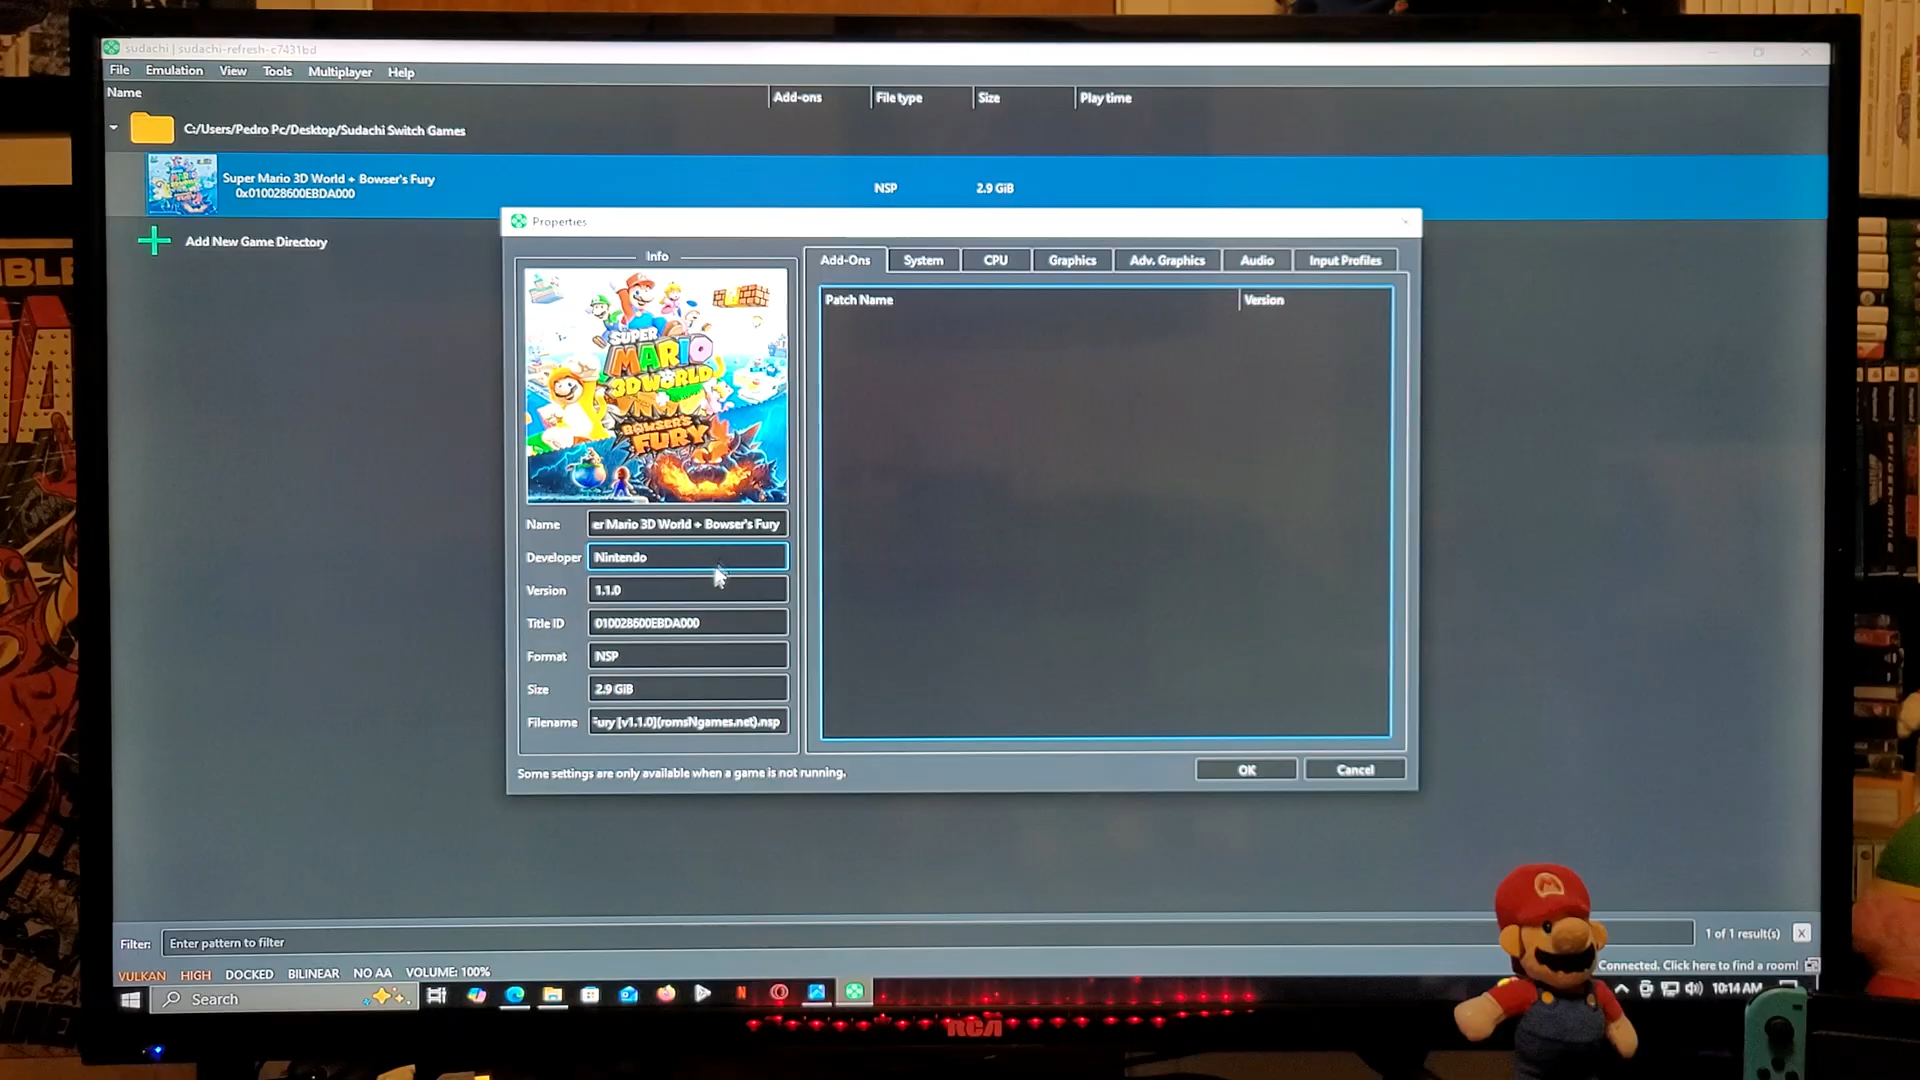 sudachi | sudachi-refresh-c7431bd
File Emulation View Tools Multiplayer Help
Name Add-ons File type Size Play time
C:/Users/Pedro Pc/Desktop/Sudachi Switch Games
Super Mario 3D World + Bowser's Fury
0x010028600EBDA000
NSP 2.9 GiB
Add New Game Directory
Properties
Info
Add-Ons System CPU Graphics Adv. Graphics Audio Input Profiles
Patch Name Version
SUPER
MARIO
3D WORLD
BOWSER'S
FURY
Name er Mario 3D World + Bowser's Fury
Developer Nintendo
Version 1.1.0
Title ID 010028600EBDA000
Format NSP
Size 2.9 GiB
Filename Fury [v1.1.0](romsNgames.net).nsp
Some settings are only available when a game is not running.
OK Cancel
Filter: Enter pattern to filter 1 of 1 result(s) X
VULKAN HIGH DOCKED BILINEAR NO AA VOLUME: 100%
Connected. Click here to find a room!
Search
10:14 AM
RCA
M